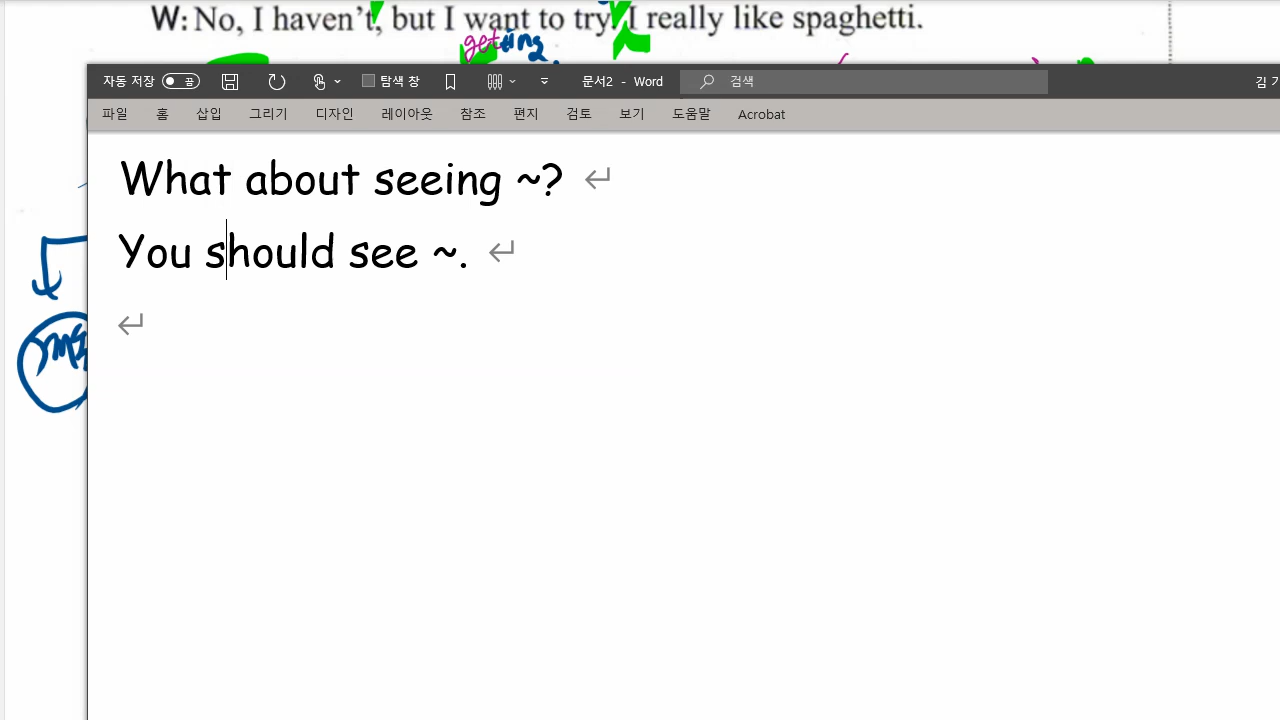 W: No, I haven't, but I want to try. I really like spaghetti.
getting
자동 저장 끔 탐색 창 문서2 - Word 검색
파일 홈 삽입 그리기 디자인 레이아웃 참조 편지 검토 보기 도움말 Acrobat
What about seeing ~?
You should see ~.